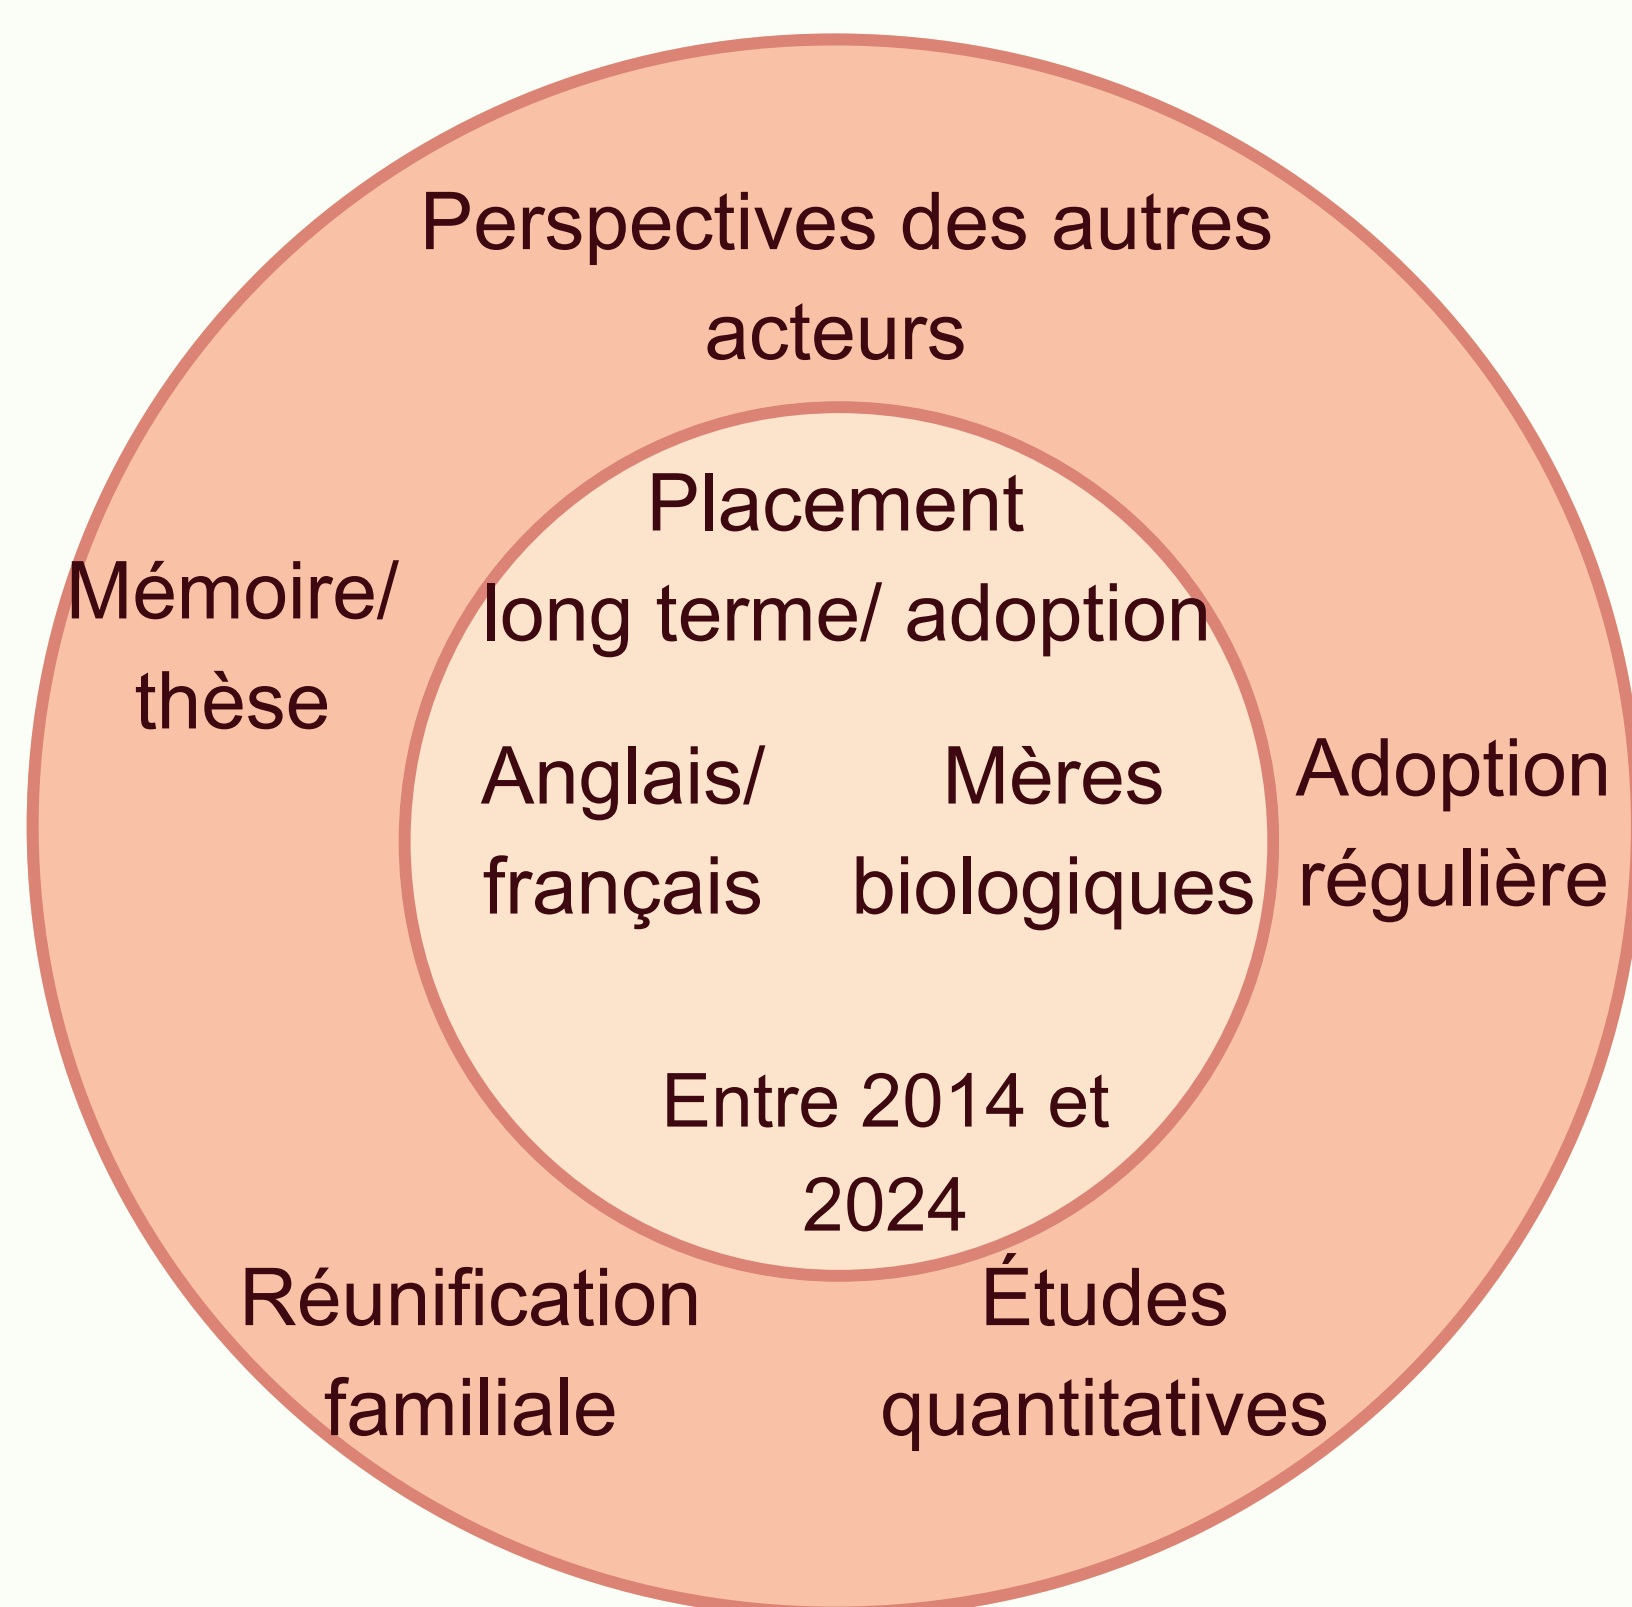 Perspectives des autres
acteurs
Placement
long terme/ adoption
Mémoire/
thèse
Anglais/
français
Mères
biologiques
Adoption
régulière
Entre 2014 et
2024
Réunification
familiale
Études
quantitatives